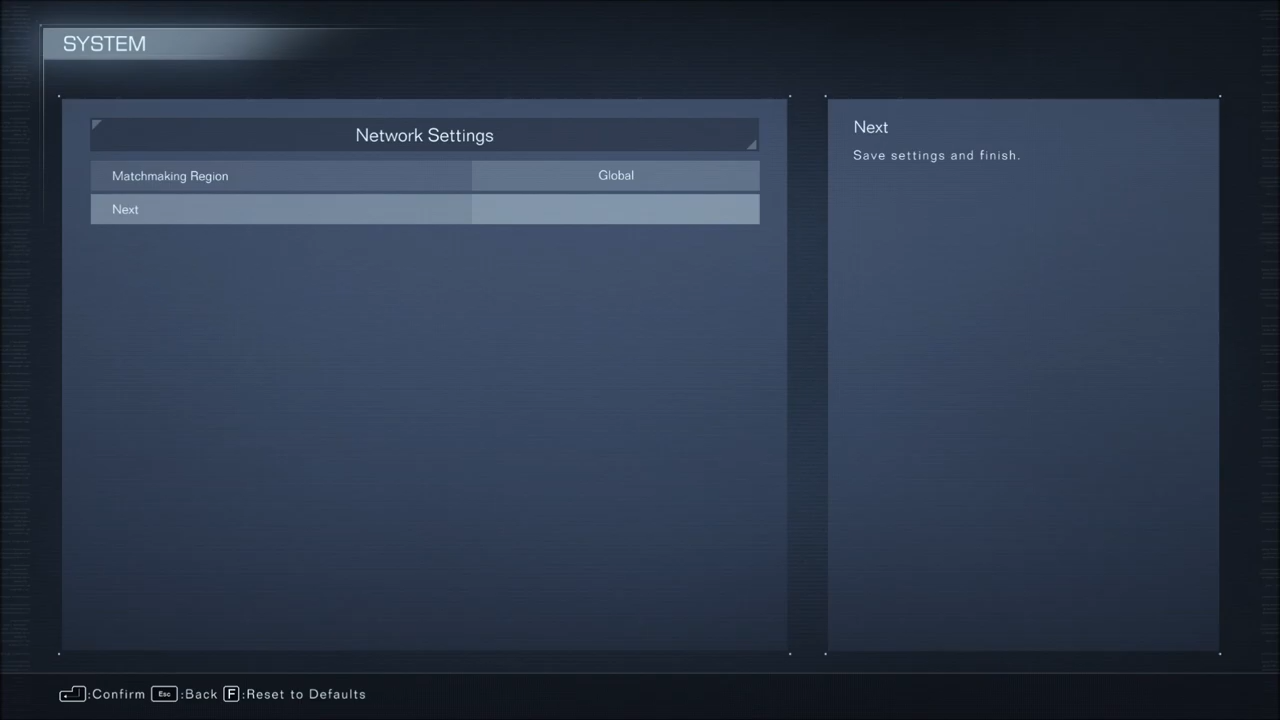 SYSTEM
Network Settings
Matchmaking Region Global
Next
Next
Save settings and finish.
:Confirm Esc :Back F :Reset to Defaults